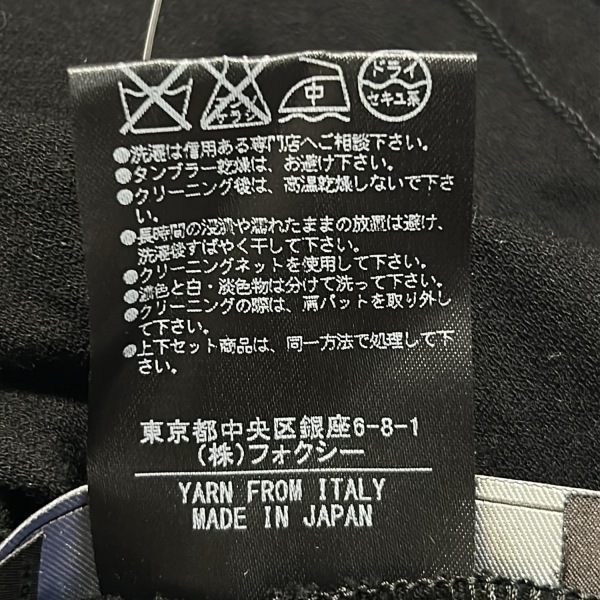 エンソ
サラシ
中
ドライ
セキユ系
●洗濯は信用ある専門店へご相談下さい。
●タンブラー乾燥は、お避け下さい。
●クリーニング後は、高温乾燥しないで下さ
い。
●長時間の浸漬や濡れたままの放置は避け、
洗濯後すばやく干して下さい。
●クリーニングネットを使用して下さい。
●濃色と白・淡色物は分けて洗って下さい。
●クリーニングの際は、肩パットを取り外し
て下さい。
●上下セット商品は、同一方法で処理して下
さい。
東京都中央区銀座6-8-1
(株)フォクシー
YARN FROM ITALY
MADE IN JAPAN